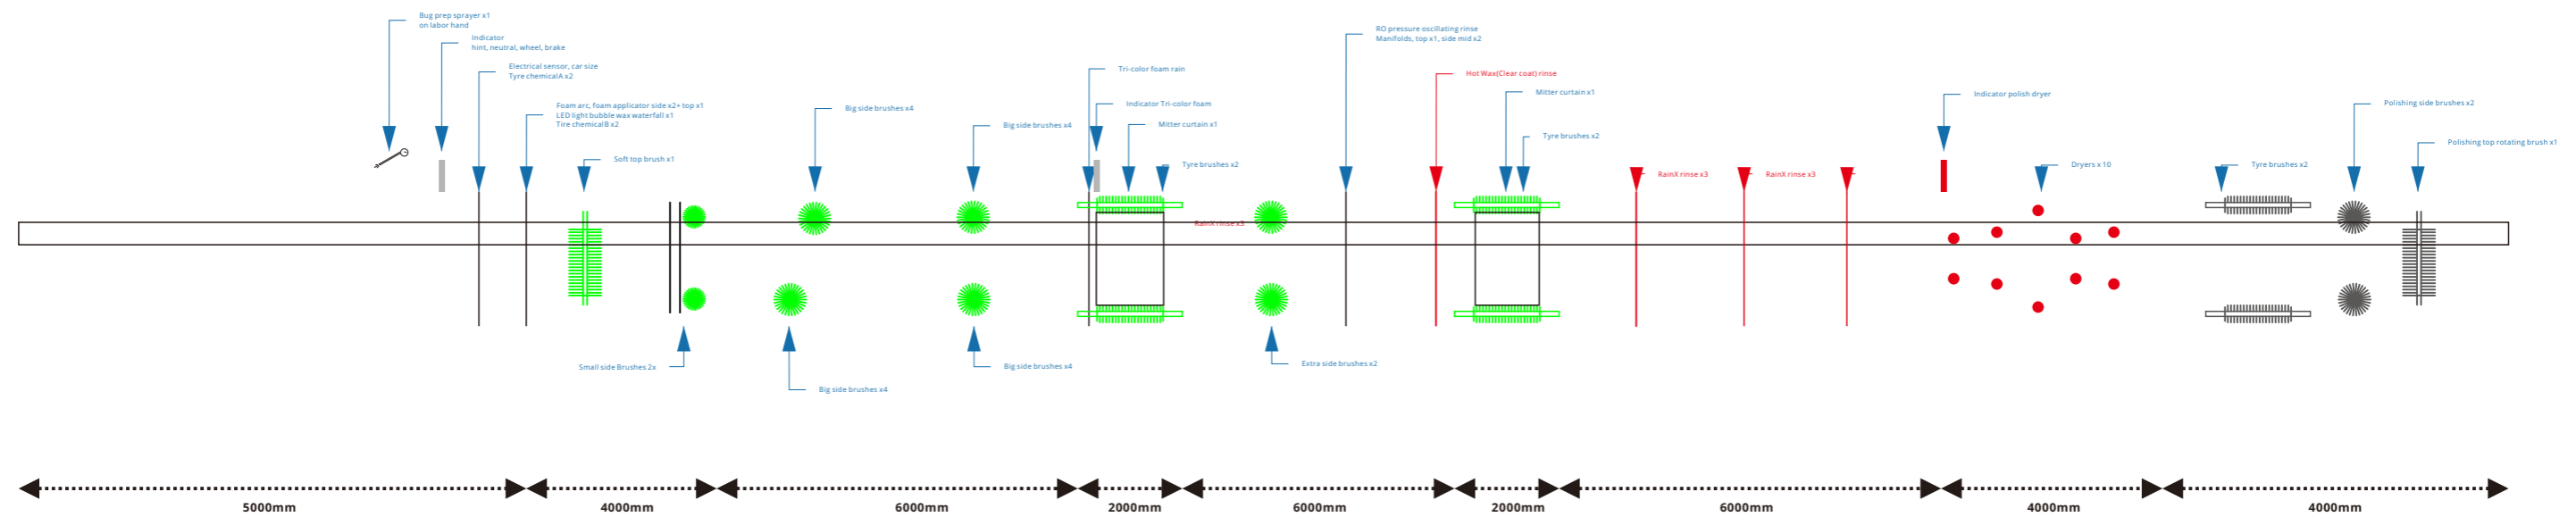 Bug prep sprayer x1
on labor hand
Indicator
hint, neutral, wheel, brake
Electrical sensor, car size
Tyre chemicalA x2
Foam arc, foam applicator side x2+ top x1
LED light bubble wax waterfall x1
Tire chemicalB x2
Soft top brush x1
Big side brushes x4
Big side brushes x4
Tri-color foam rain
Indicator Tri-color foam
Mitter curtain x1
Tyre brushes x2
RO pressure oscillating rinse
Manifolds, top x1, side mid x2
Hot Wax(Clear coat) rinse
Mitter curtain x1
Tyre brushes x2
RainX rinse x3
RainX rinse x3
Indicator polish dryer
Dryers x 10
Tyre brushes x2
Polishing side brushes x2
Polishing top rotating brush x1
RainX rinse x3
Small side Brushes 2x
Big side brushes x4
Big side brushes x4
Extra side brushes x2
5000mm
4000mm
6000mm
2000mm
6000mm
2000mm
6000mm
4000mm
4000mm